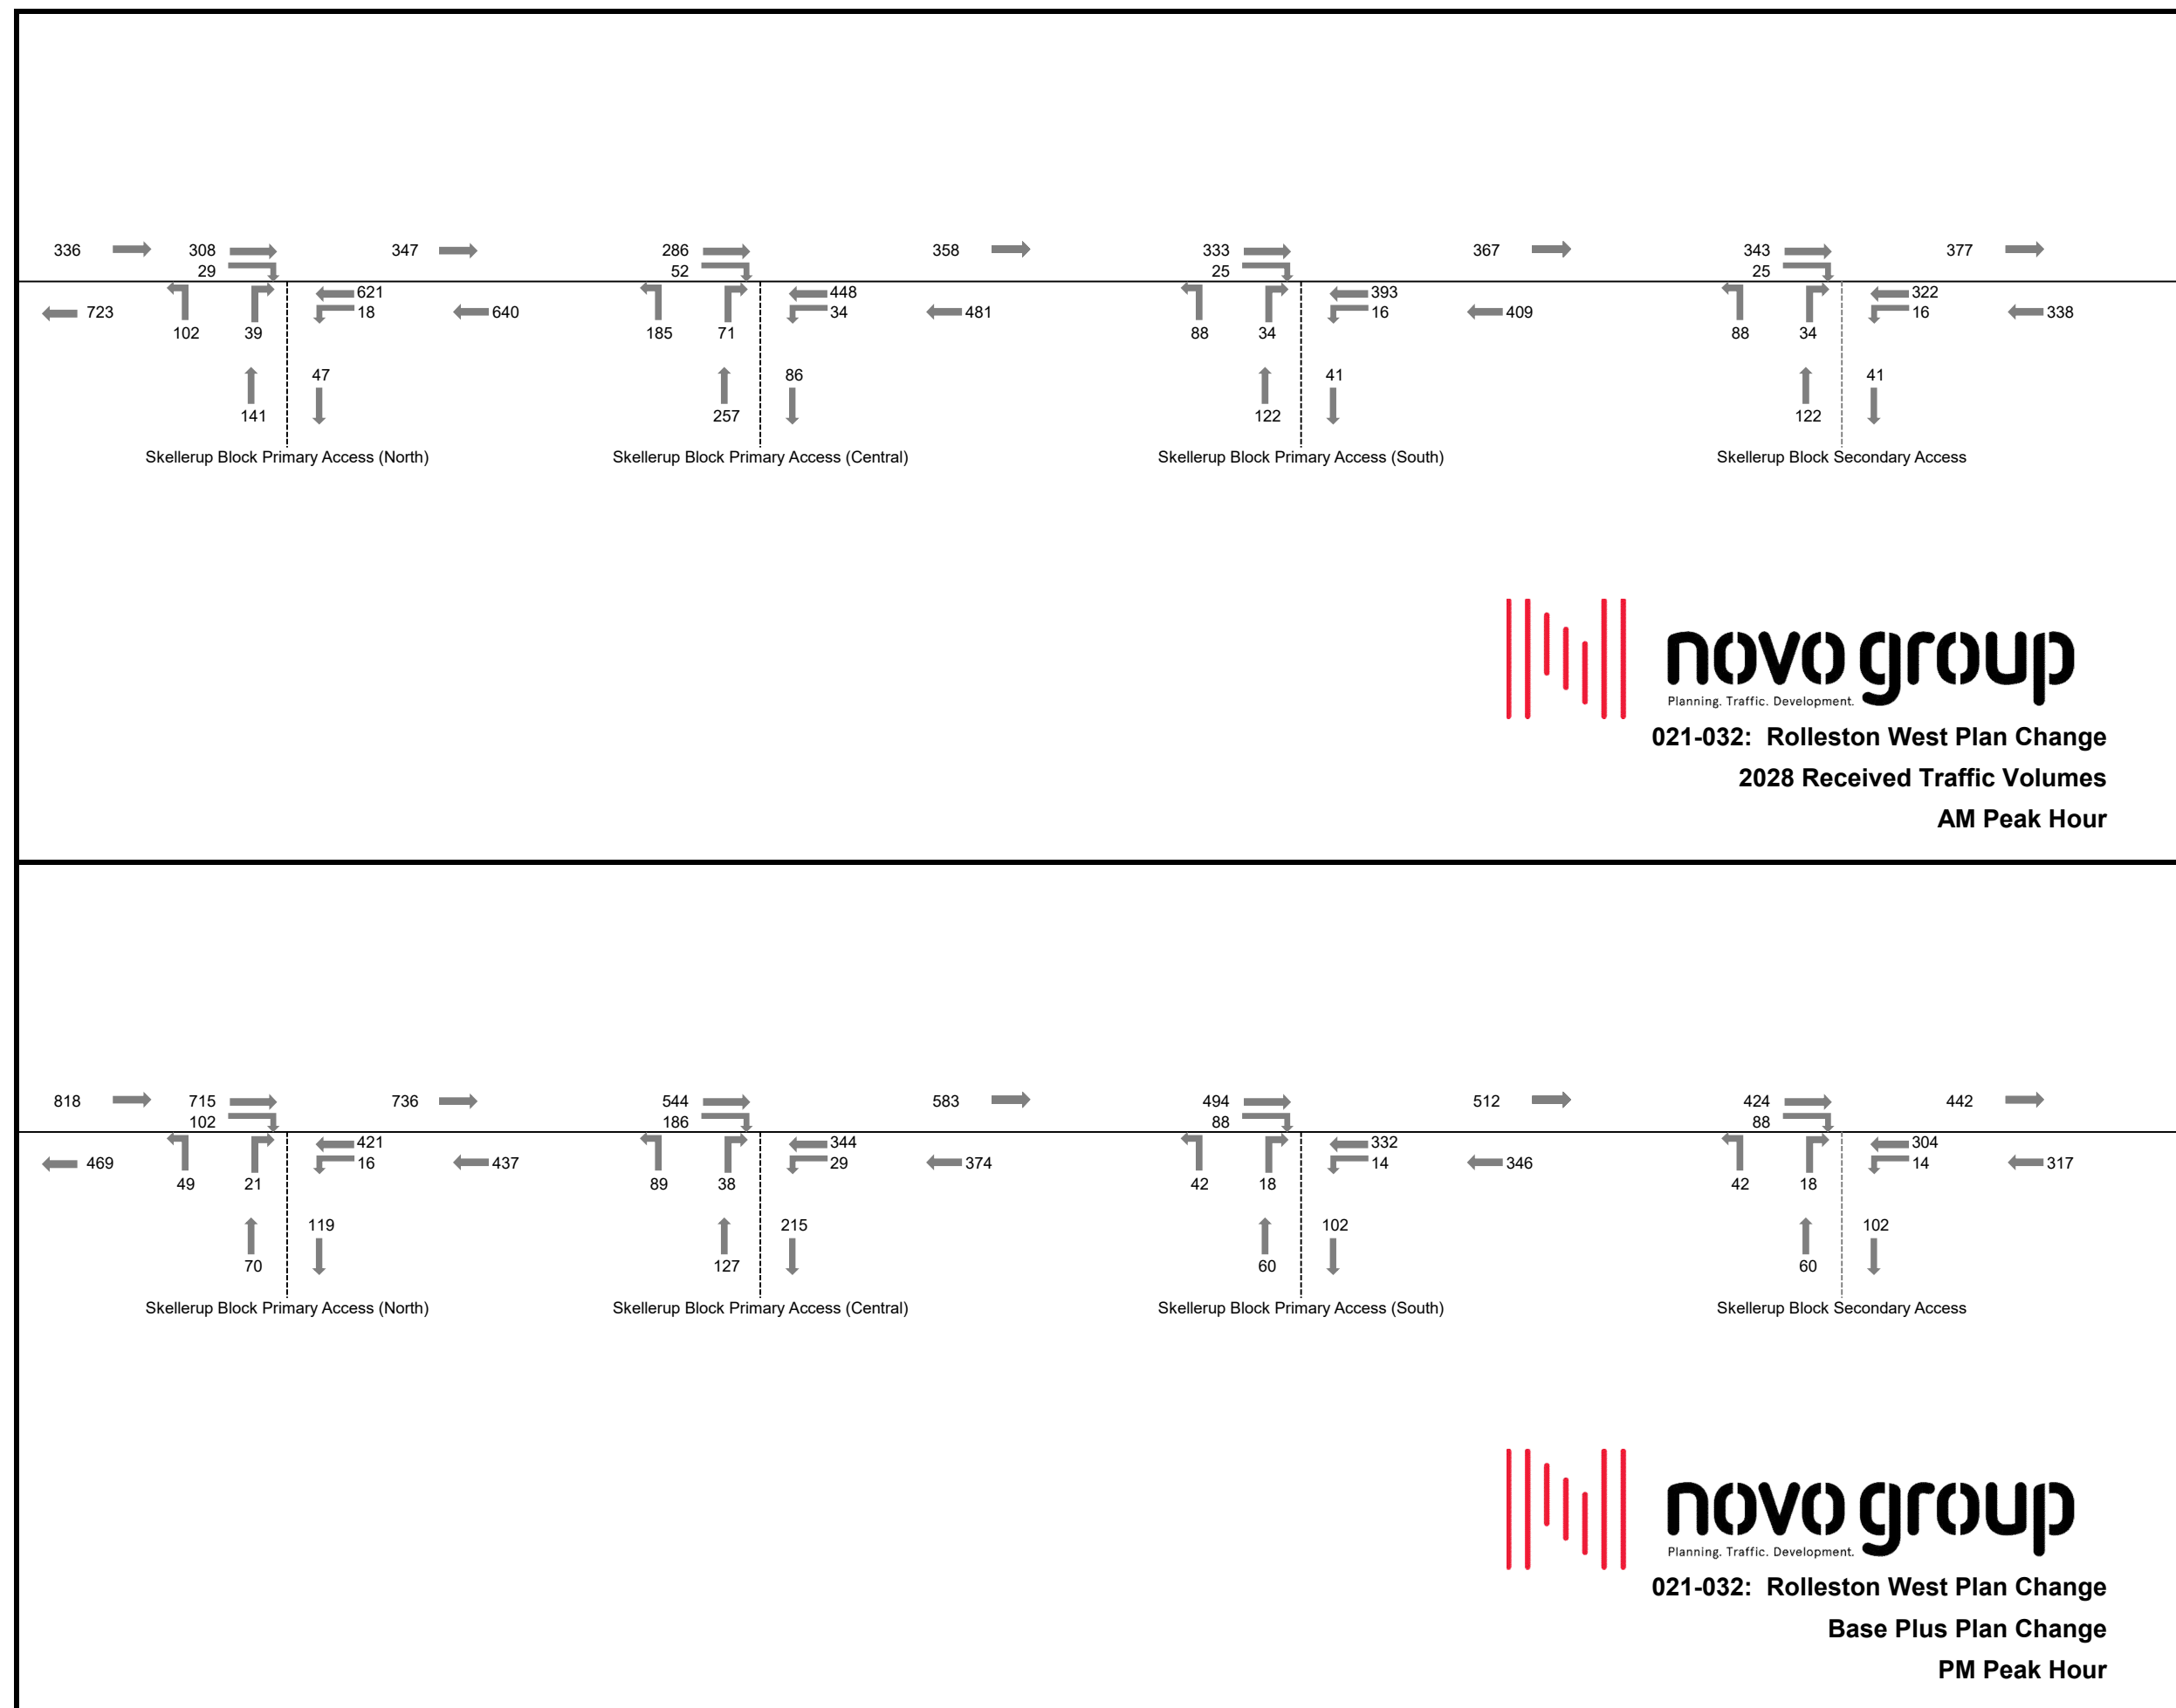 336 308 347 286 358 333 367 343 377
29 52 25 25
621 448 393 322
723 18 640 34 481 16 409 16 338
102 39 185 71 88 34 88 34
47 86 41 41
141 257 122 122
Skellerup Block Primary Access (North) Skellerup Block Primary Access (Central) Skellerup Block Primary Access (South) Skellerup Block Secondary Access
novo group
Planning. Traffic. Development.
021-032: Rolleston West Plan Change
2028 Received Traffic Volumes
AM Peak Hour
818 715 736 544 583 494 512 424 442
102 186 88 88
421 344 332 304
469 16 437 29 374 14 346 14 317
49 21 89 38 42 18 42 18
119 215 102 102
70 127 60 60
Skellerup Block Primary Access (North) Skellerup Block Primary Access (Central) Skellerup Block Primary Access (South) Skellerup Block Secondary Access
novo group
Planning. Traffic. Development.
021-032: Rolleston West Plan Change
Base Plus Plan Change
PM Peak Hour